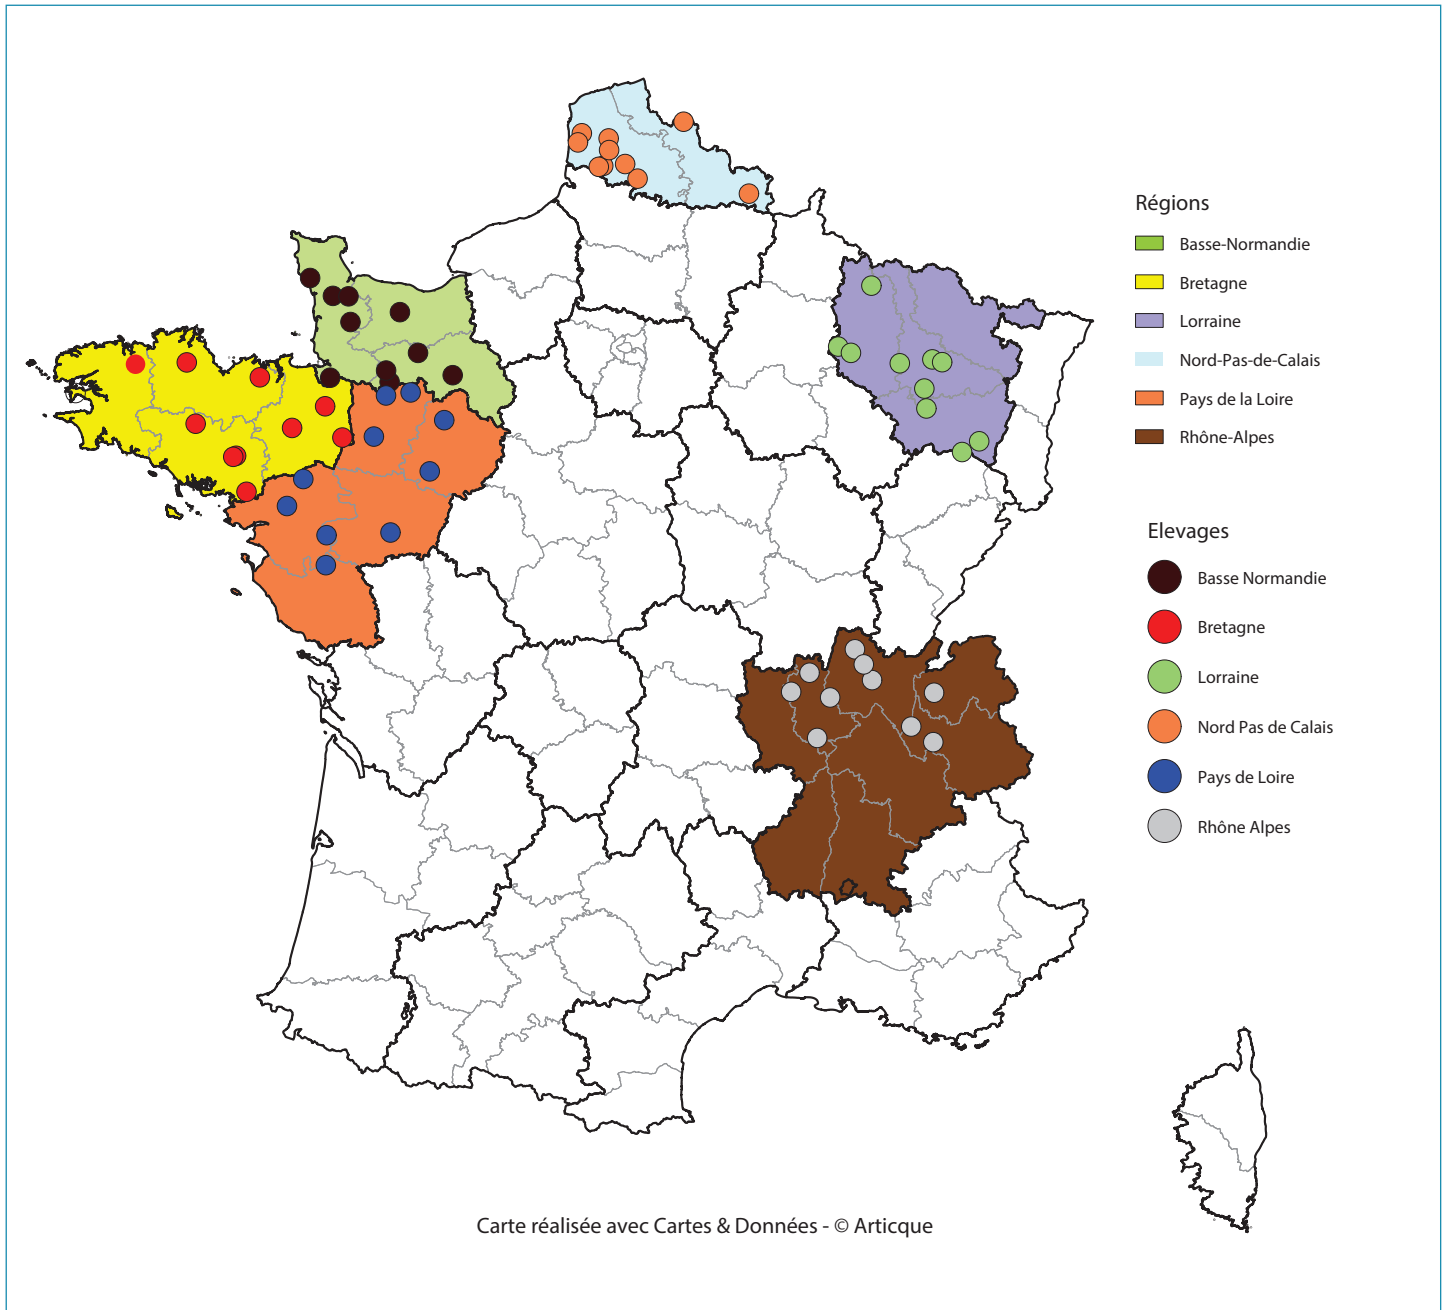 Régions
Basse-Normandie
Bretagne
Lorraine
Nord-Pas-de-Calais
Pays de la Loire
Rhône-Alpes
Elevages
Basse Normandie
Bretagne
Lorraine
Nord Pas de Calais
Pays de Loire
Rhône Alpes
Carte réalisée avec Cartes & Données - © Articque